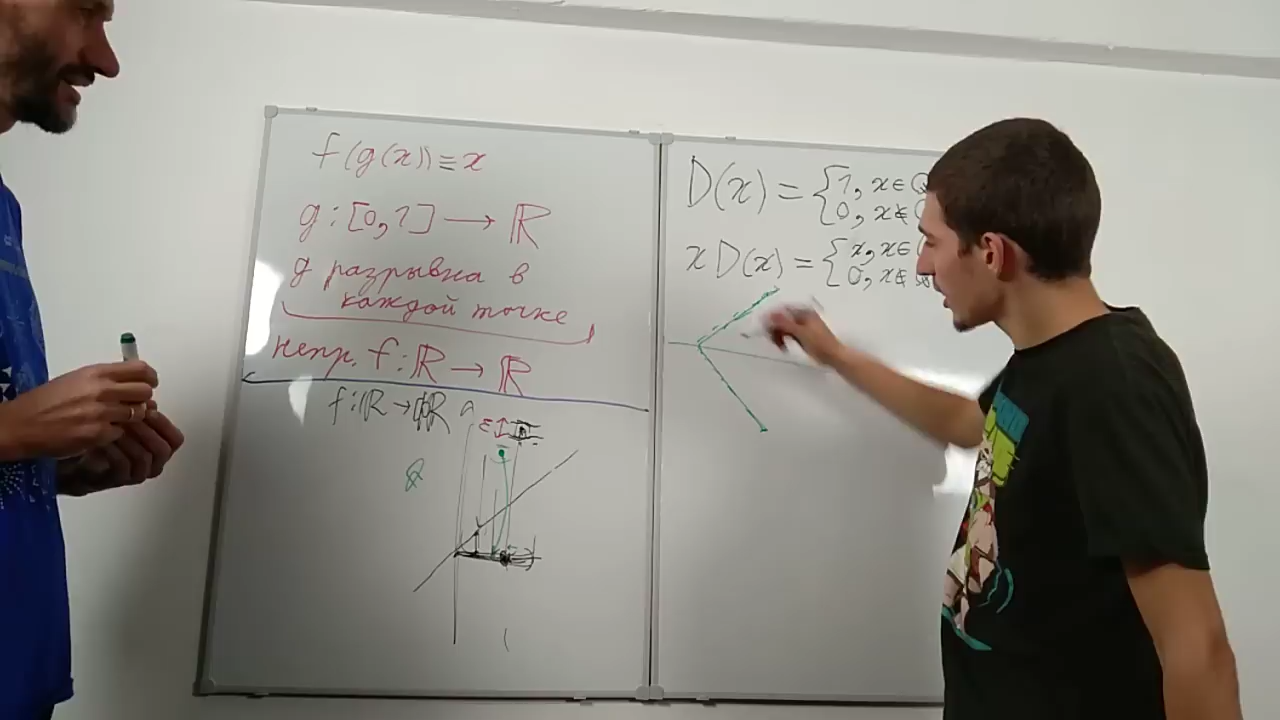 f(g(x)) = x
g : [0,1] → ℝ
g разрывна в
каждой точке
непр. f : ℝ → ℝ
f : ℝ → ℝ
ε
D(x) = { 1, x ∈ Q
0, x ∉
x D(x) = { x, x ∈
0, x ∉